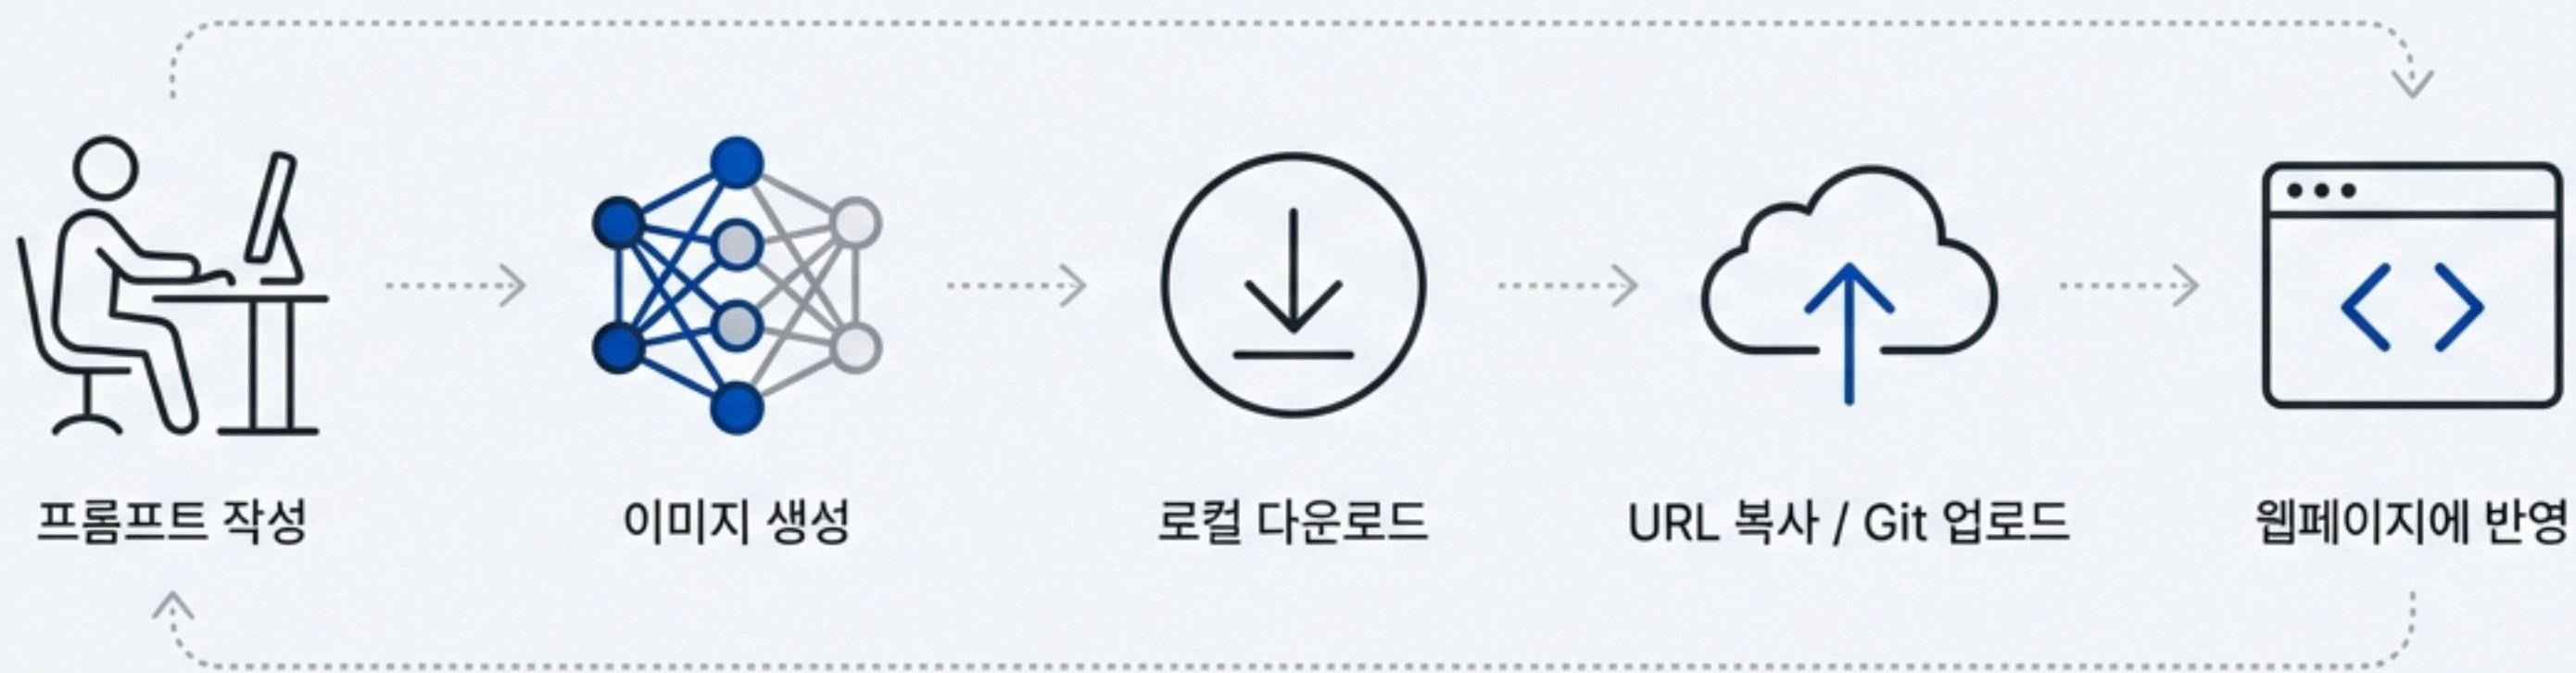 프롬프트 작성
이미지 생성
로컬 다운로드
URL 복사 / Git 업로드
웹페이지에 반영